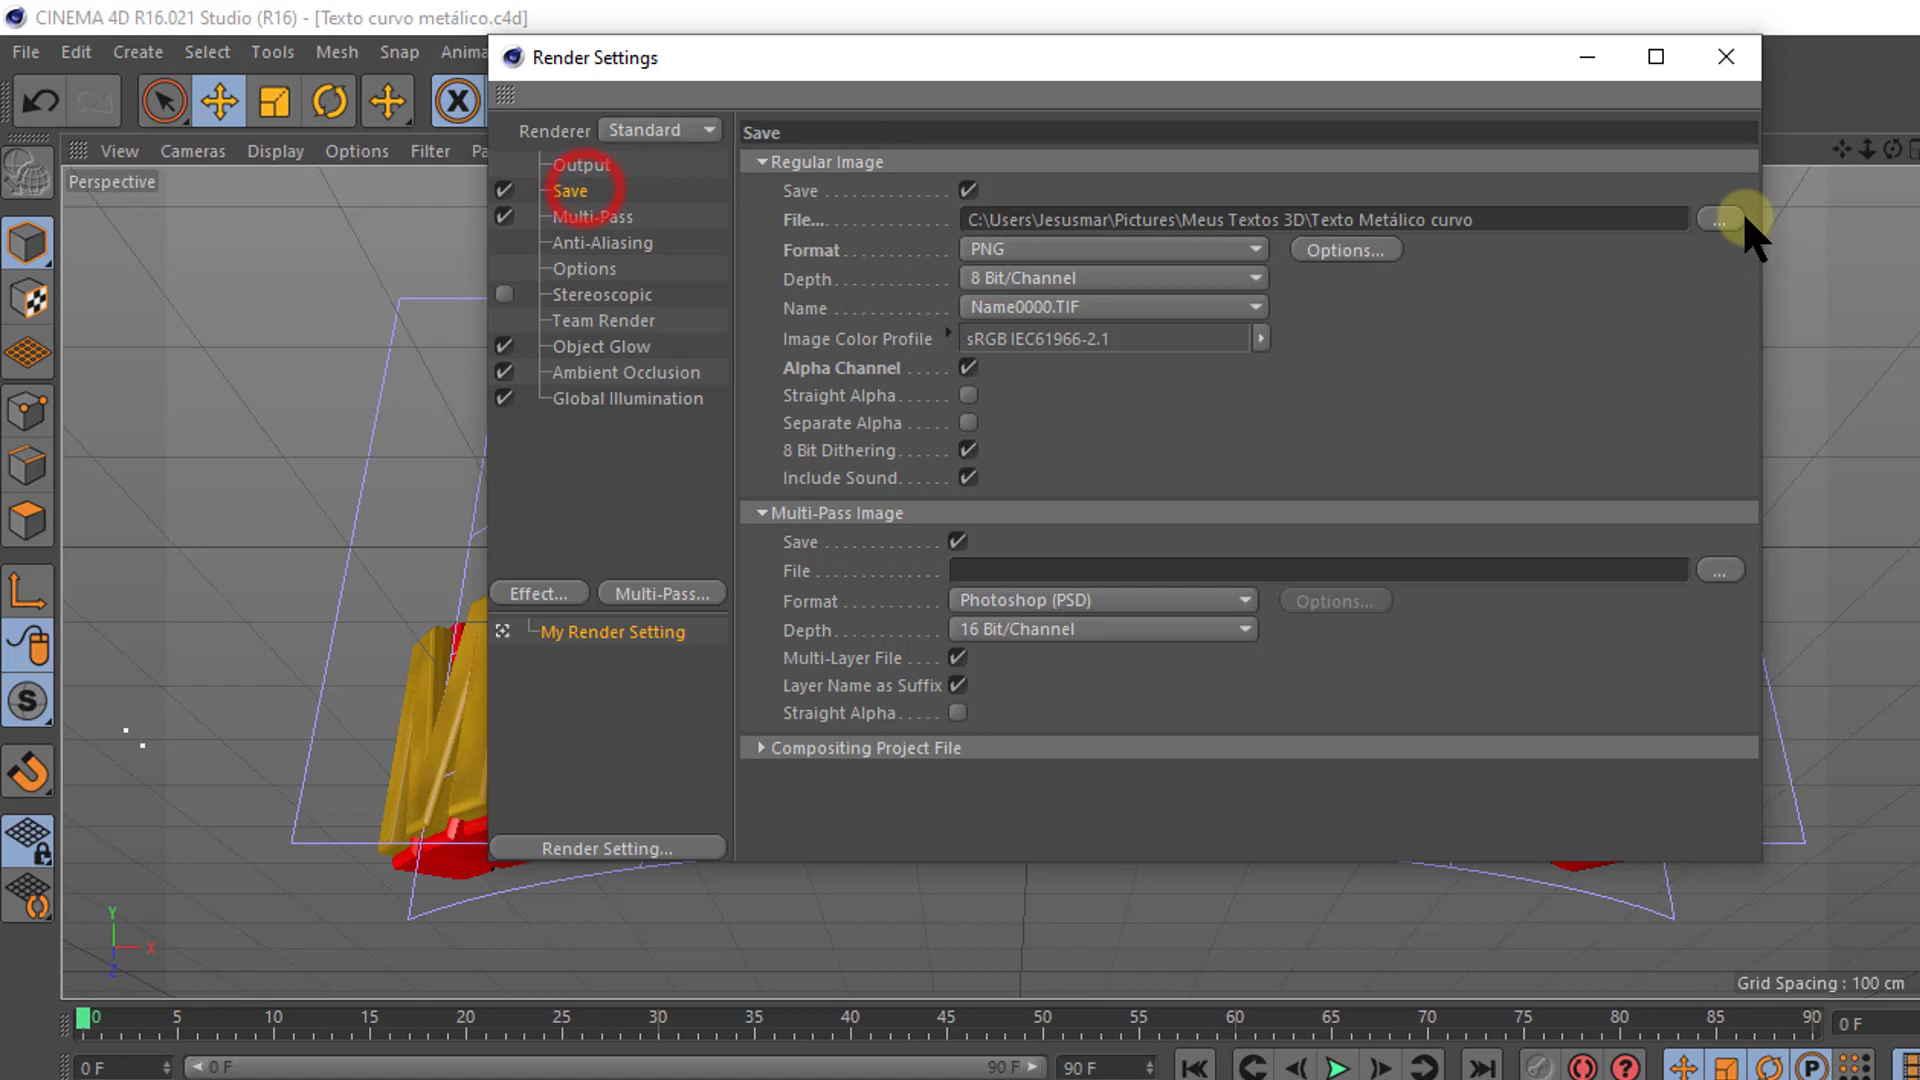 CINEMA 4D R16.021 Studio (R16) - [Texto curvo metálico.c4d]
File Edit Create Select Tools Mesh Snap Anima
Render Settings
Renderer Standard
Output
Save
Multi-Pass
Anti-Aliasing
Options
Stereoscopic
Team Render
Object Glow
Ambient Occlusion
Global Illumination
Effect... Multi-Pass...
My Render Setting
Render Setting...
Save
Regular Image
Save
File... C:\Users\Jesusmar\Pictures\Meus Textos 3D\Texto Metálico curvo ...
Format PNG Options...
Depth 8 Bit/Channel
Name Name0000.TIF
Image Color Profile sRGB IEC61966-2.1
Alpha Channel
Straight Alpha
Separate Alpha
8 Bit Dithering
Include Sound
Multi-Pass Image
Save
File ...
Format Photoshop (PSD) Options...
Depth 16 Bit/Channel
Multi-Layer File
Layer Name as Suffix
Straight Alpha
Compositing Project File
View Cameras Display Options Filter Pa
Perspective
Y
X
Z
Grid Spacing : 100 cm
0 5 10 15 20 25 30 35 40 45 50 55 60 65 70 75 80 85 90 0 F
0 F 0 F 90 F 90 F